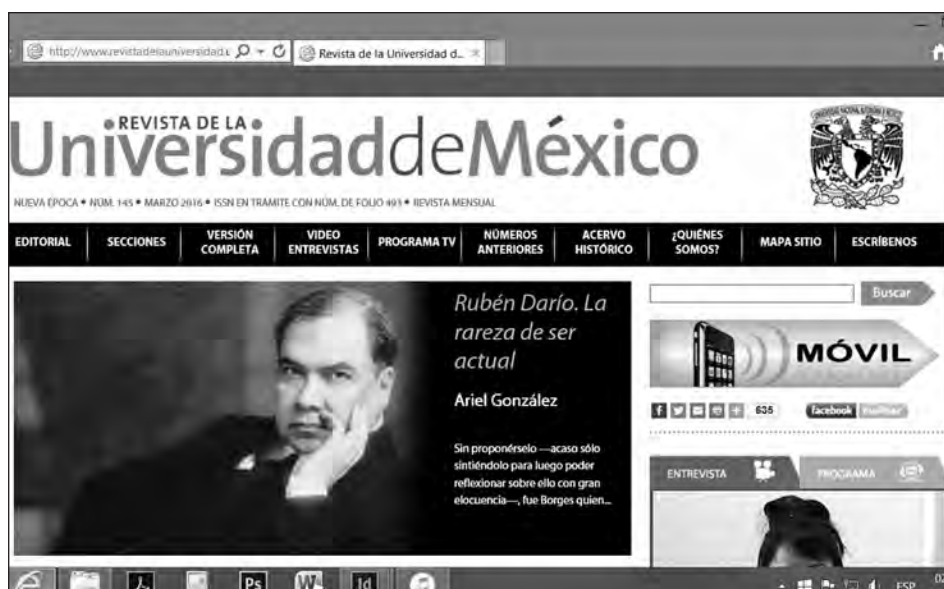 http://www.revistadelauniversidad.
Revista de la Universidad d...
REVISTA DE LA
UniversidaddeMéxico
NUEVA ÉPOCA • NÚM. 145 • MARZO 2016 • ISSN EN TRÁMITE CON NÚM. DE FOLIO 493 • REVISTA MENSUAL
EDITORIAL
SECCIONES
VERSIÓN
COMPLETA
VIDEO
ENTREVISTAS
PROGRAMA TV
NÚMEROS
ANTERIORES
ACERVO
HISTÓRICO
¿QUIÉNES
SOMOS?
MAPA SITIO
ESCRÍBENOS
Rubén Darío. La
rareza de ser
actual
Ariel González
Sin proponérselo —acaso sólo
sintiéndolo para luego poder
reflexionar sobre ello con gran
elocuencia—, fue Borges quien...
Buscar
MÓVIL
635
facebook
ENTREVISTA
PROGRAMA
Ps
W
Id
ESP
02